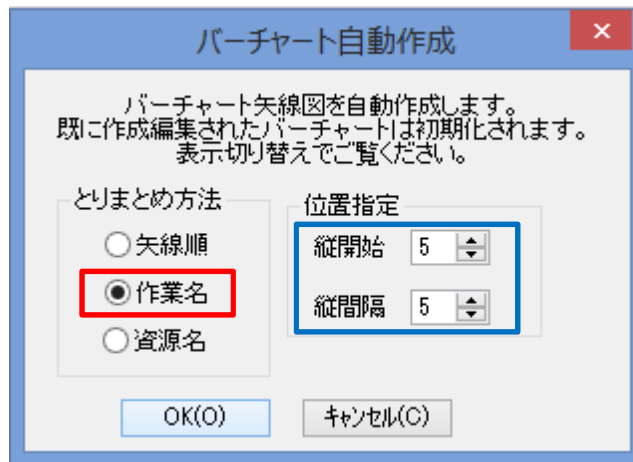 バーチャート自動作成
バーチャート矢線図を自動作成します。
既に作成編集されたバーチャートは初期化されます。
表示切り替えでご覧ください。
とりまとめ方法
矢線順
作業名
資源名
位置指定
縦開始 5
縦間隔 5
OK(O)
キャンセル(C)